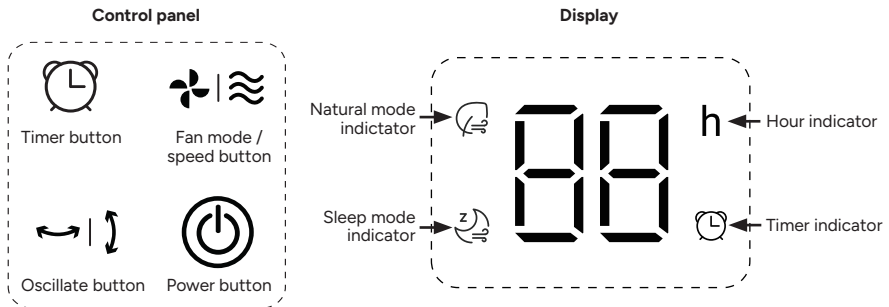 Control panel
Timer button
Fan mode /
speed button
Oscillate button
Power button
Display
Natural mode
indictator
Sleep mode
indicator
z
88
h
Hour indicator
Timer indicator